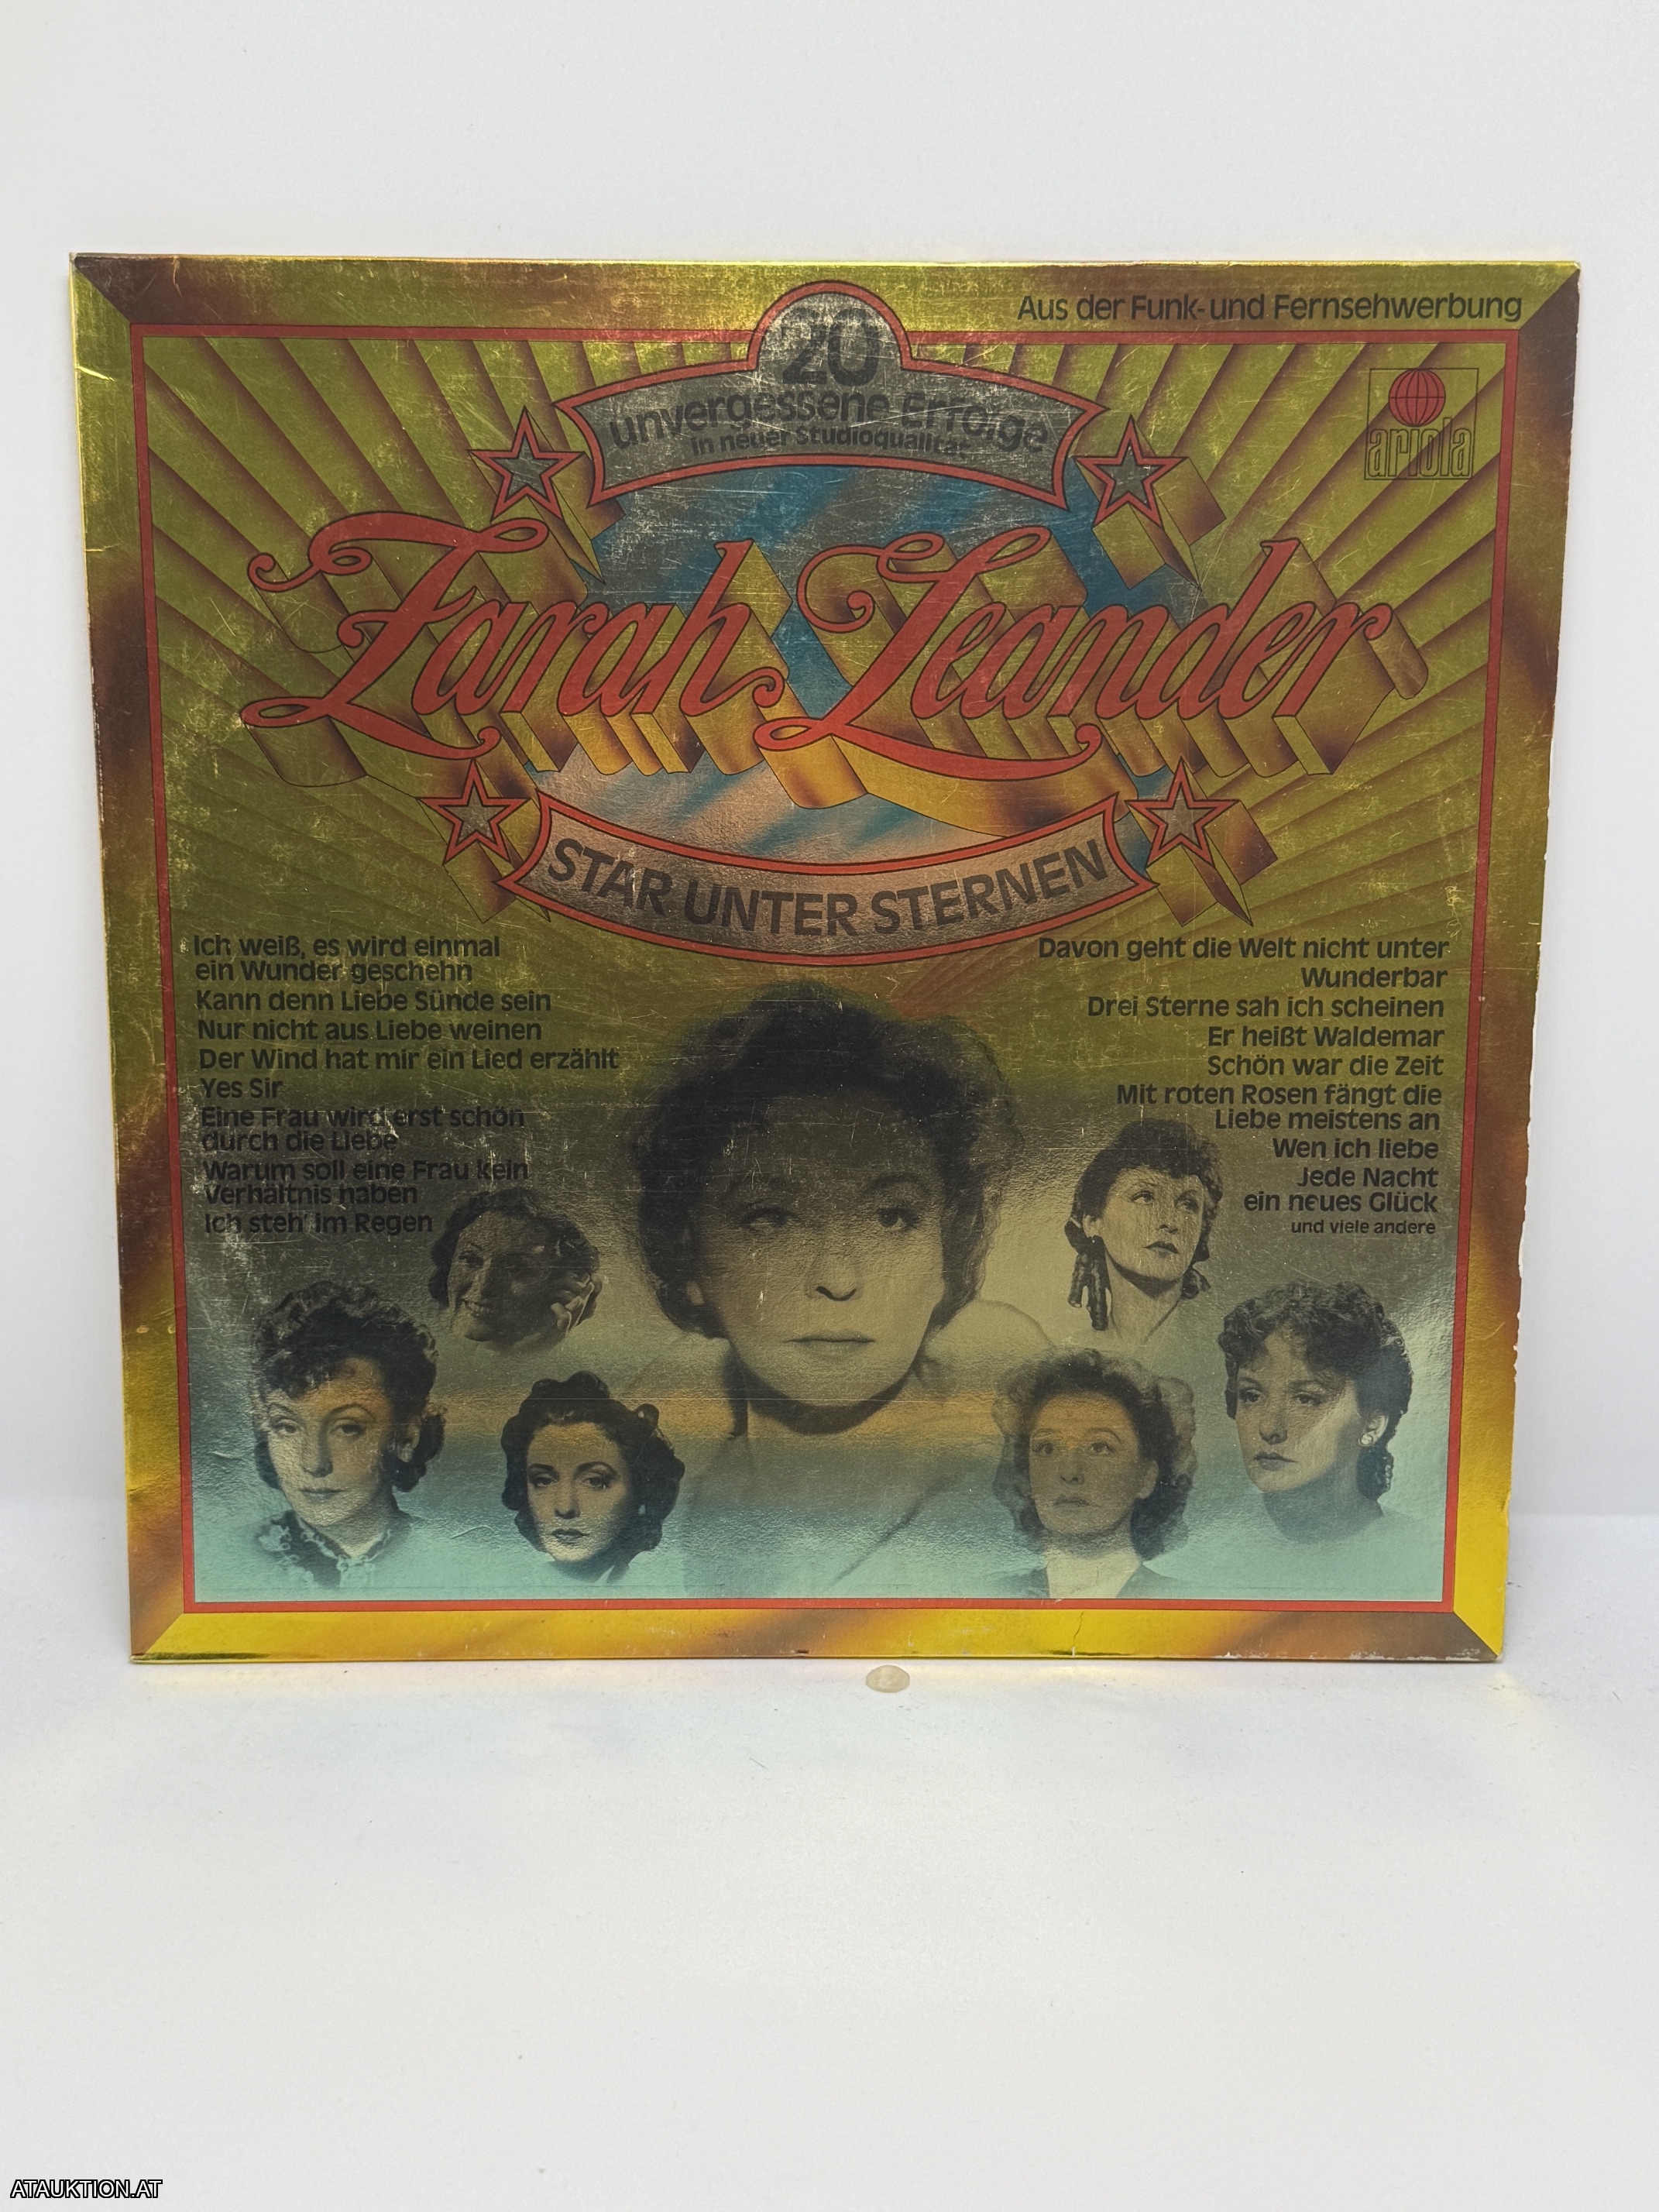 Aus der Funk- und Fernsehwerbung
20
unvergessene Erfolge
in neuer Studioqualität
ariola
Zarah Leander
STAR UNTER STERNEN
Ich weiß, es wird einmal
ein Wunder geschehn
Kann denn Liebe Sünde sein
Nur nicht aus Liebe weinen
Der Wind hat mir ein Lied erzählt
Yes Sir
Eine Frau wird erst schön
durch die Liebe
Warum soll eine Frau kein
Verhältnis haben
Ich steh' im Regen
Davon geht die Welt nicht unter
Wunderbar
Drei Sterne sah ich scheinen
Er heißt Waldemar
Schön war die Zeit
Mit roten Rosen fängt die
Liebe meistens an
Wen ich liebe
Jede Nacht
ein neues Glück
und viele andere
ATAUKTION.AT